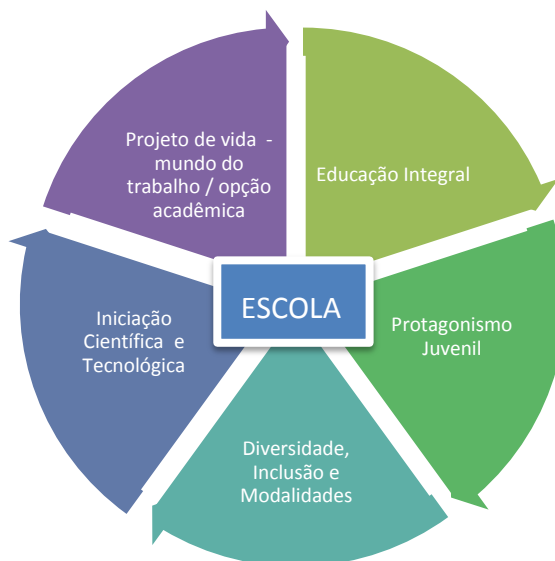 Projeto de vida -
mundo do
trabalho / opção
acadêmica
Educação Integral
ESCOLA
Iniciação
Científica e
Tecnológica
Protagonismo
Juvenil
Diversidade,
Inclusão e
Modalidades